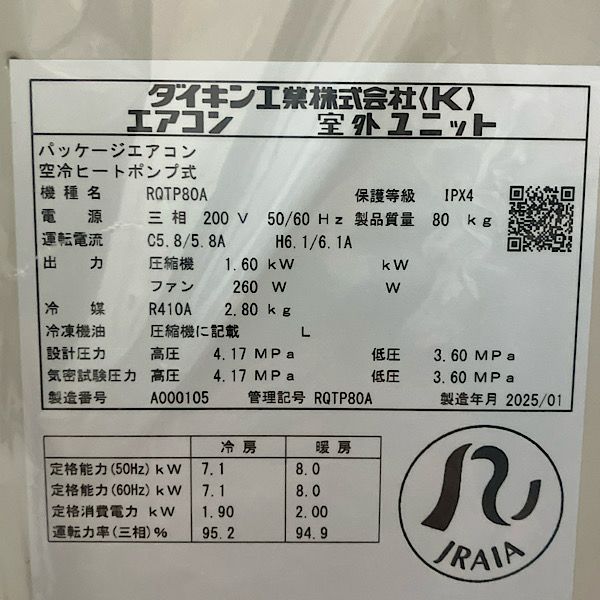 ダイキン工業株式会社〈K〉
エアコン 室外ユニット
パッケージエアコン
空冷ヒートポンプ式
機種名 RQTP80A 保護等級 IPX4
電源 三相 200 V 50/60 Hz 製品質量 80 kg
運転電流 C5.8/5.8A H6.1/6.1A
出力 圧縮機 1.60 kW kW
ファン 260 W W
冷媒 R410A 2.80 kg
冷凍機油 圧縮機に記載 L
設計圧力 高圧 4.17 MPa 低圧 3.60 MPa
気密試験圧力 高圧 4.17 MPa 低圧 3.60 MPa
製造番号 A000105 管理記号 RQTP80A 製造年月 2025/01
冷房 暖房
定格能力(50Hz) kW 7.1 8.0
定格能力(60Hz) kW 7.1 8.0
定格消費電力 kW 1.90 2.00
運転力率(三相)% 95.2 94.9
JRAIA